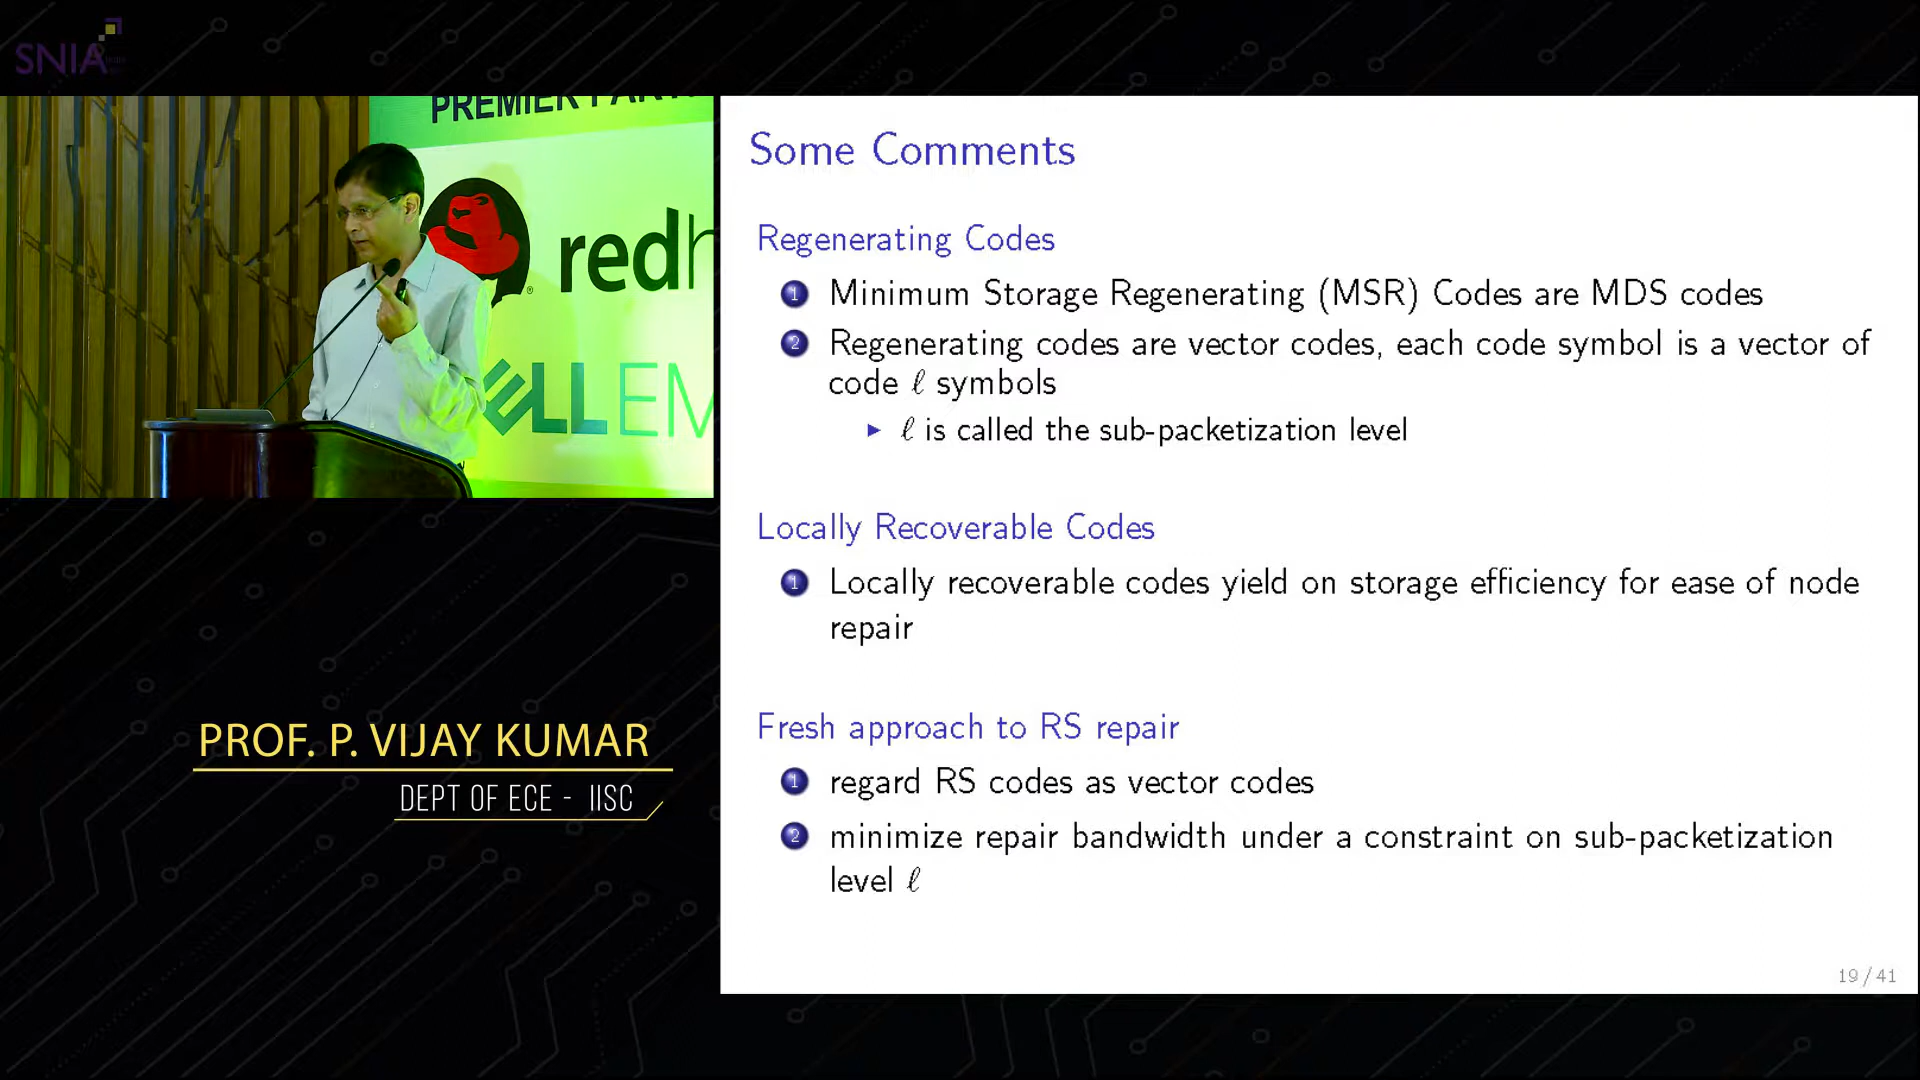 SNIA
PREMIER PART
redh
DELL EM
PROF. P. VIJAY KUMAR
DEPT OF ECE - IISC
Some Comments
Regenerating Codes
1 Minimum Storage Regenerating (MSR) Codes are MDS codes
2 Regenerating codes are vector codes, each code symbol is a vector of
code ℓ symbols
▶ ℓ is called the sub-packetization level
Locally Recoverable Codes
1 Locally recoverable codes yield on storage efficiency for ease of node
repair
Fresh approach to RS repair
1 regard RS codes as vector codes
2 minimize repair bandwidth under a constraint on sub-packetization
level ℓ
19 / 41